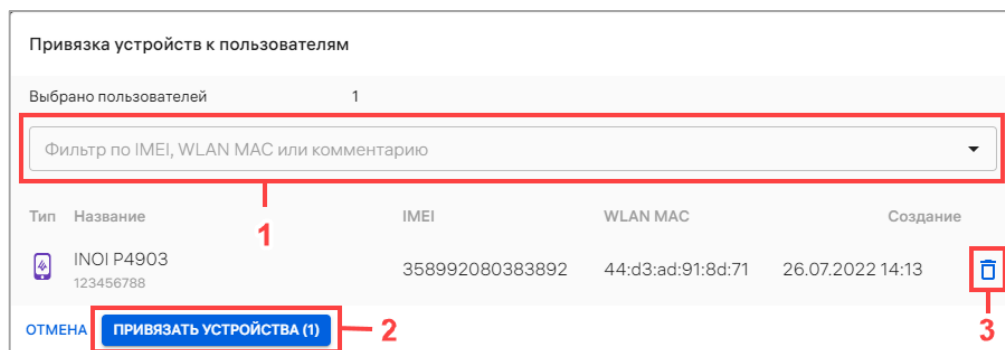 Привязка устройств к пользователям
Выбрано пользователей 1
Фильтр по IMEI, WLAN MAC или комментарию
1
Тип Название IMEI WLAN MAC Создание
INOI P4903 358992080383892 44:d3:ad:91:8d:71 26.07.2022 14:13
123456788
ОТМЕНА ПРИВЯЗАТЬ УСТРОЙСТВА (1) 2 3